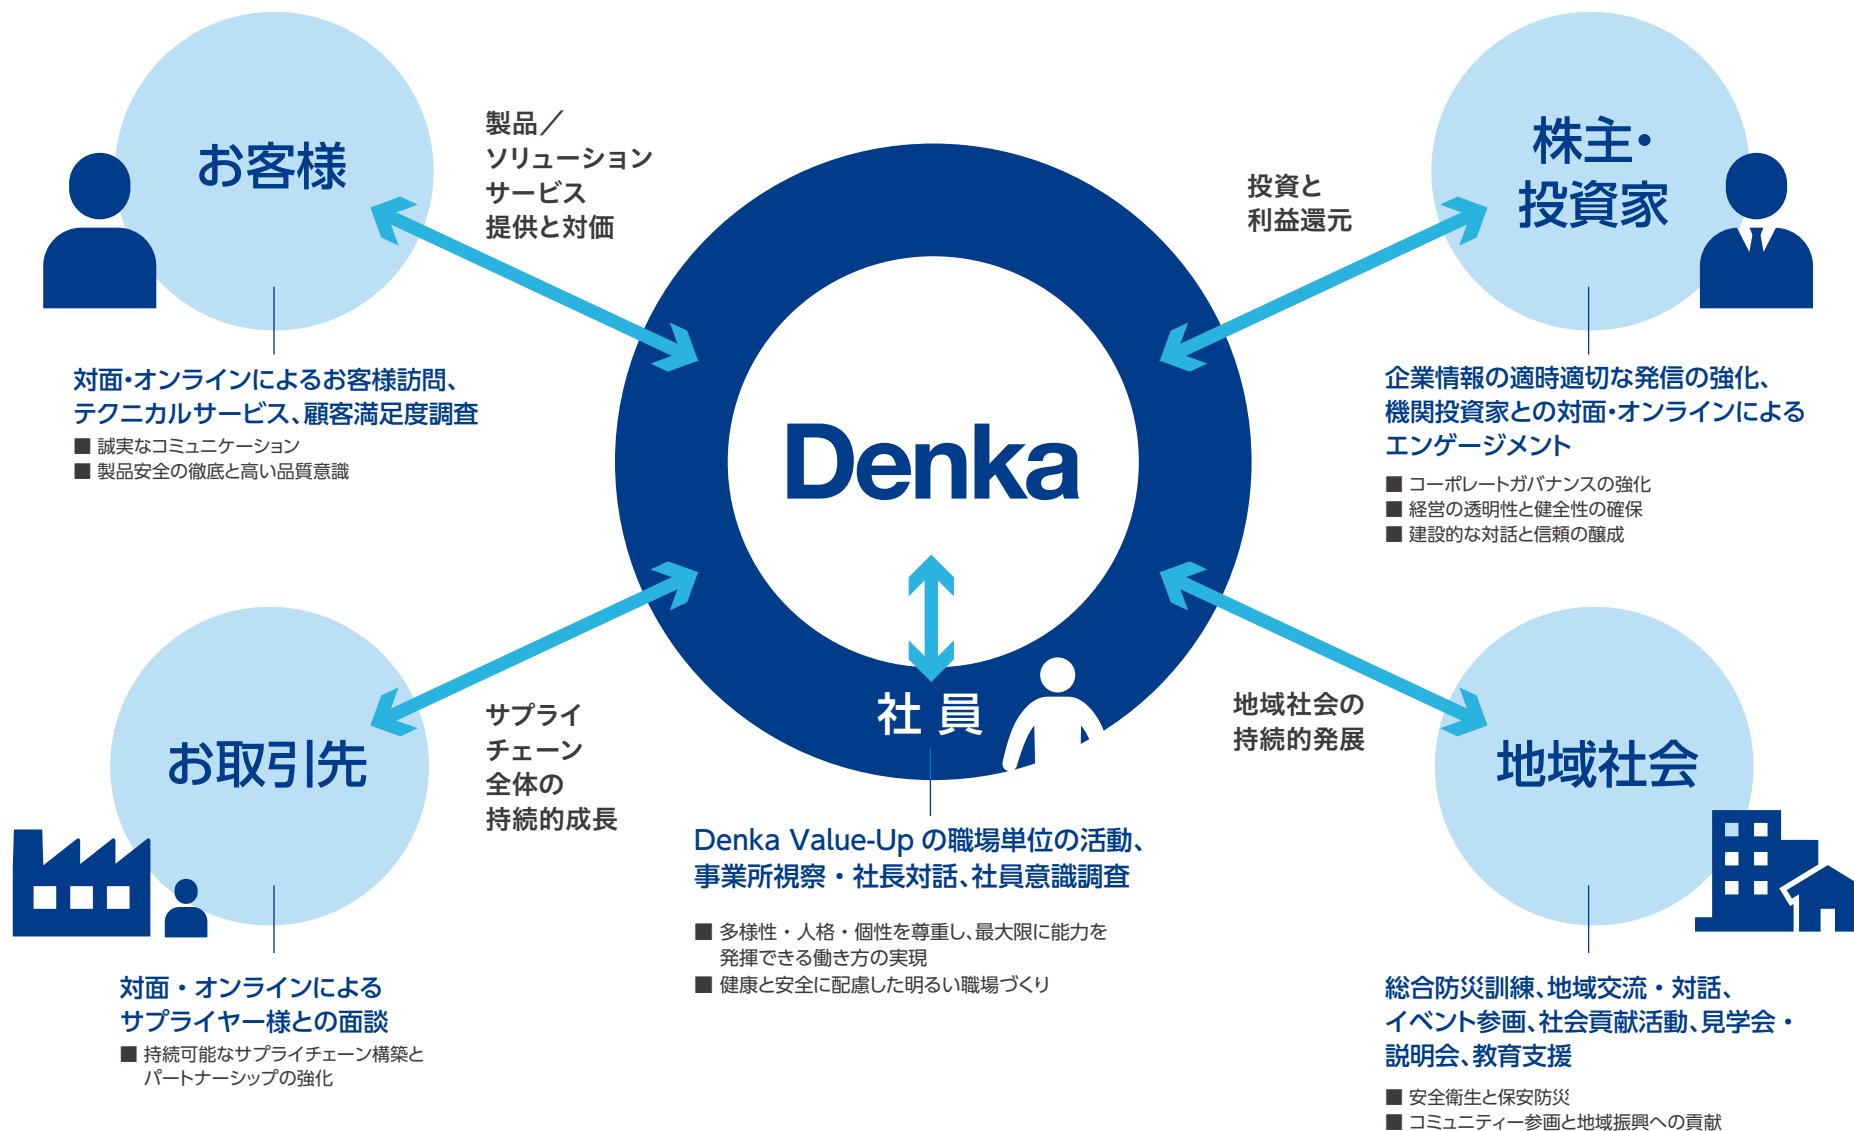 お客様
製品／
ソリューション
サービス
提供と対価
対面・オンラインによるお客様訪問、
テクニカルサービス、顧客満足度調査
■ 誠実なコミュニケーション
■ 製品安全の徹底と高い品質意識
株主・
投資家
投資と
利益還元
企業情報の適時適切な発信の強化、
機関投資家との対面・オンラインによる
エンゲージメント
■ コーポレートガバナンスの強化
■ 経営の透明性と健全性の確保
■ 建設的な対話と信頼の醸成
Denka
社員
Denka Value-Up の職場単位の活動、
事業所視察・社長対話、社員意識調査
■ 多様性・人格・個性を尊重し、最大限に能力を
発揮できる働き方の実現
■ 健康と安全に配慮した明るい職場づくり
お取引先
サプライ
チェーン
全体の
持続的成長
対面・オンラインによる
サプライヤー様との面談
■ 持続可能なサプライチェーン構築と
パートナーシップの強化
地域社会
地域社会の
持続的発展
総合防災訓練、地域交流・対話、
イベント参画、社会貢献活動、見学会・
説明会、教育支援
■ 安全衛生と保安防災
■ コミュニティー参画と地域振興への貢献